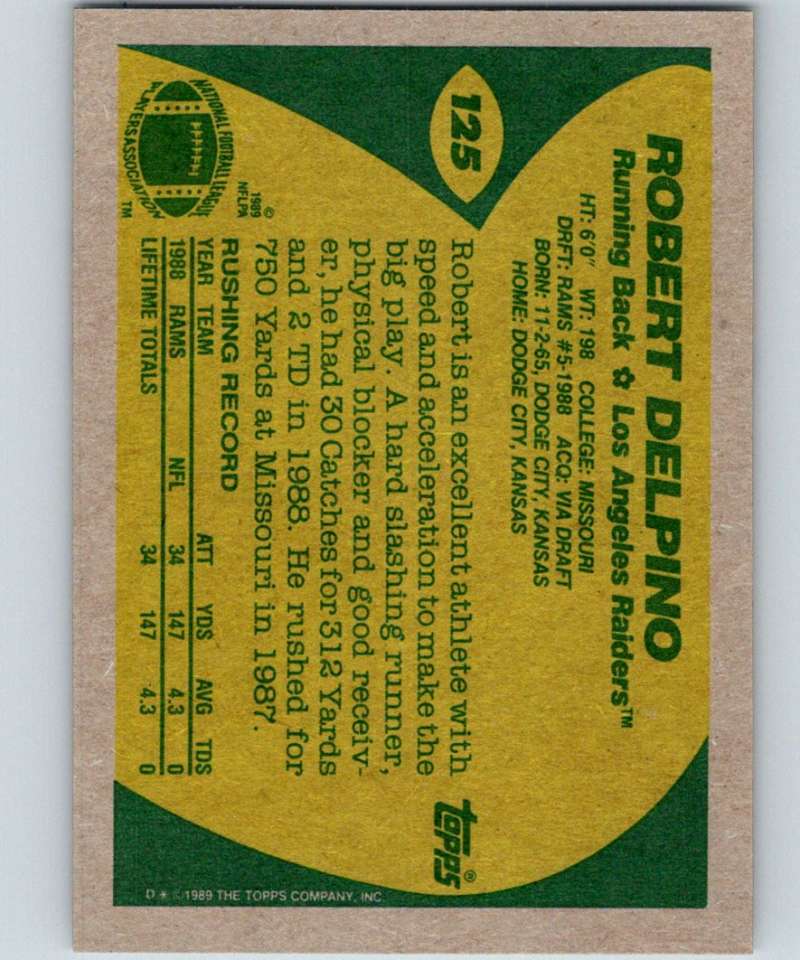 125
ROBERT DELPINO
Running Back ✿ Los Angeles Raiders™
HT: 6'0" WT: 198 COLLEGE: MISSOURI
DRFT: RAMS #5-1988 ACQ: VIA DRAFT
BORN: 11-2-65, DODGE CITY, KANSAS
HOME: DODGE CITY, KANSAS
Robert is an excellent athlete with
speed and acceleration to make the
big play. A hard slashing runner,
physical blocker and good receiv-
er, he had 30 Catches for 312 Yards
and 2 TD in 1988. He rushed for
750 Yards at Missouri in 1987.
RUSHING RECORD
YEAR TEAM ATT YDS AVG TDS
1988 RAMS NFL 34 147 4.3 0
LIFETIME TOTALS 34 147 4.3 0
NATIONAL FOOTBALL LEAGUE
PLAYERS ASSOCIATION
TM
©
1989
NFLPA
TOPPS®
D * © 1989 THE TOPPS COMPANY, INC.